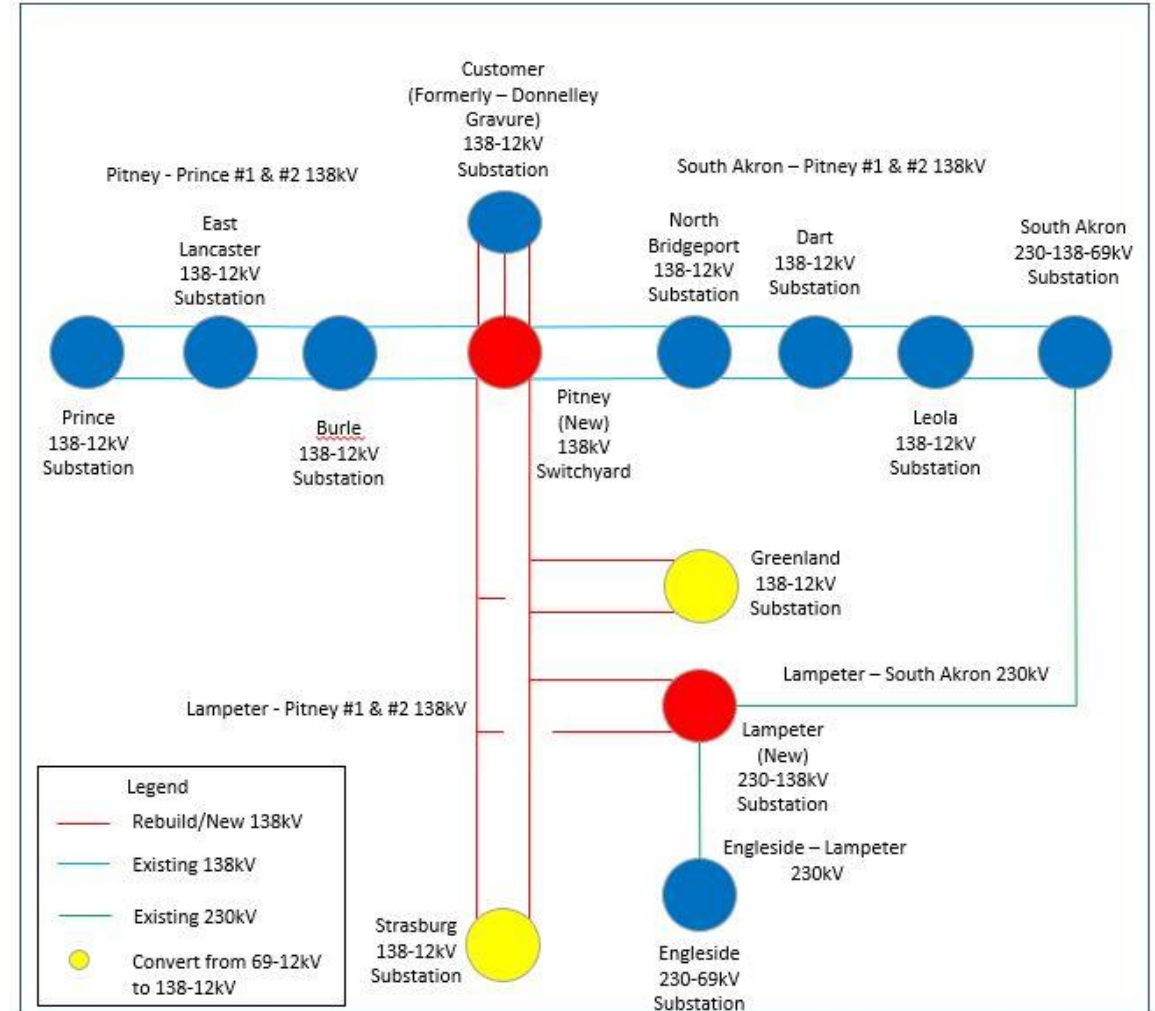 Customer
(Formerly – Donnelley
Gravure)
138-12kV
Substation
Pitney - Prince #1 & #2 138kV
South Akron – Pitney #1 & #2 138kV
East
Lancaster
138-12kV
Substation
North
Bridgeport
138-12kV
Substation
Dart
138-12kV
Substation
South Akron
230-138-69kV
Substation
Prince
138-12kV
Substation
Burle
138-12kV
Substation
Pitney
(New)
138kV
Switchyard
Leola
138-12kV
Substation
Greenland
138-12kV
Substation
Lampeter – South Akron 230kV
Lampeter - Pitney #1 & #2 138kV
Lampeter
(New)
230-138kV
Substation
Engleside – Lampeter
230kV
Strasburg
138-12kV
Substation
Engleside
230-69kV
Substation
Legend
Rebuild/New 138kV
Existing 138kV
Existing 230kV
Convert from 69-12kV
to 138-12kV